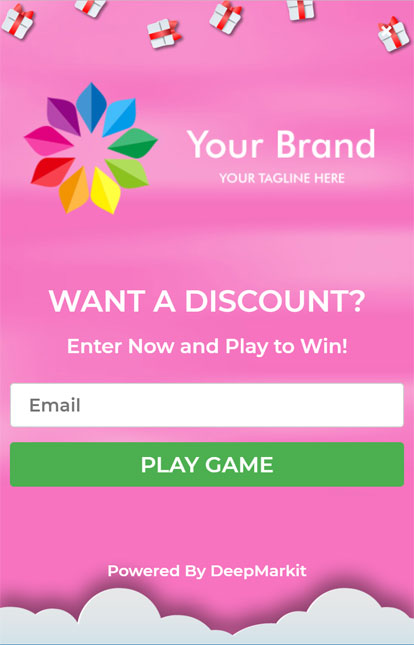 Your Brand
YOUR TAGLINE HERE
WANT A DISCOUNT?
Enter Now and Play to Win!
Email
PLAY GAME
Powered By DeepMarkit